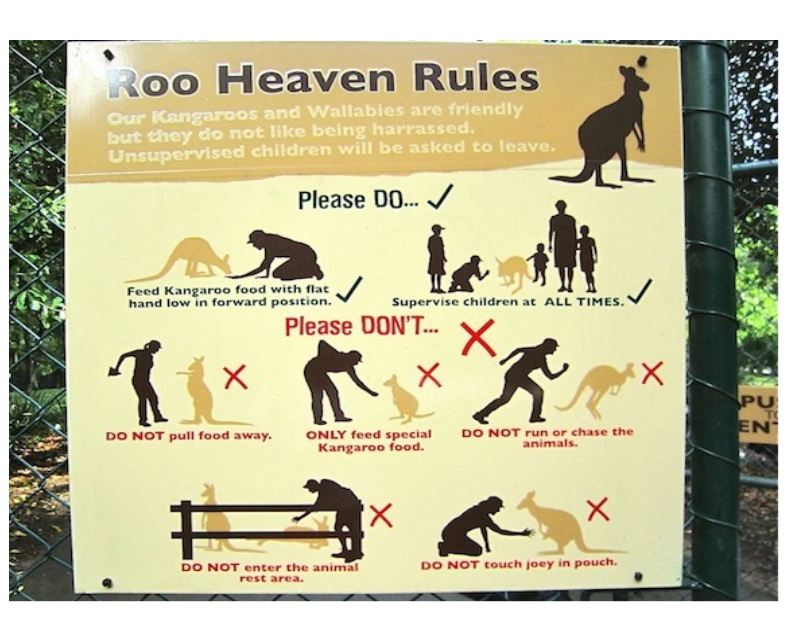 Roo Heaven Rules
Our Kangaroos and Wallabies are friendly
but they do not like being harrassed.
Unsupervised children will be asked to leave.
Please DO...
Feed Kangaroo food with flat
hand low in forward position.
Supervise children at ALL TIMES.
Please DON'T...
DO NOT pull food away.
ONLY feed special
Kangaroo food.
DO NOT run or chase the
animals.
DO NOT enter the animal
rest area.
DO NOT touch joey in pouch.